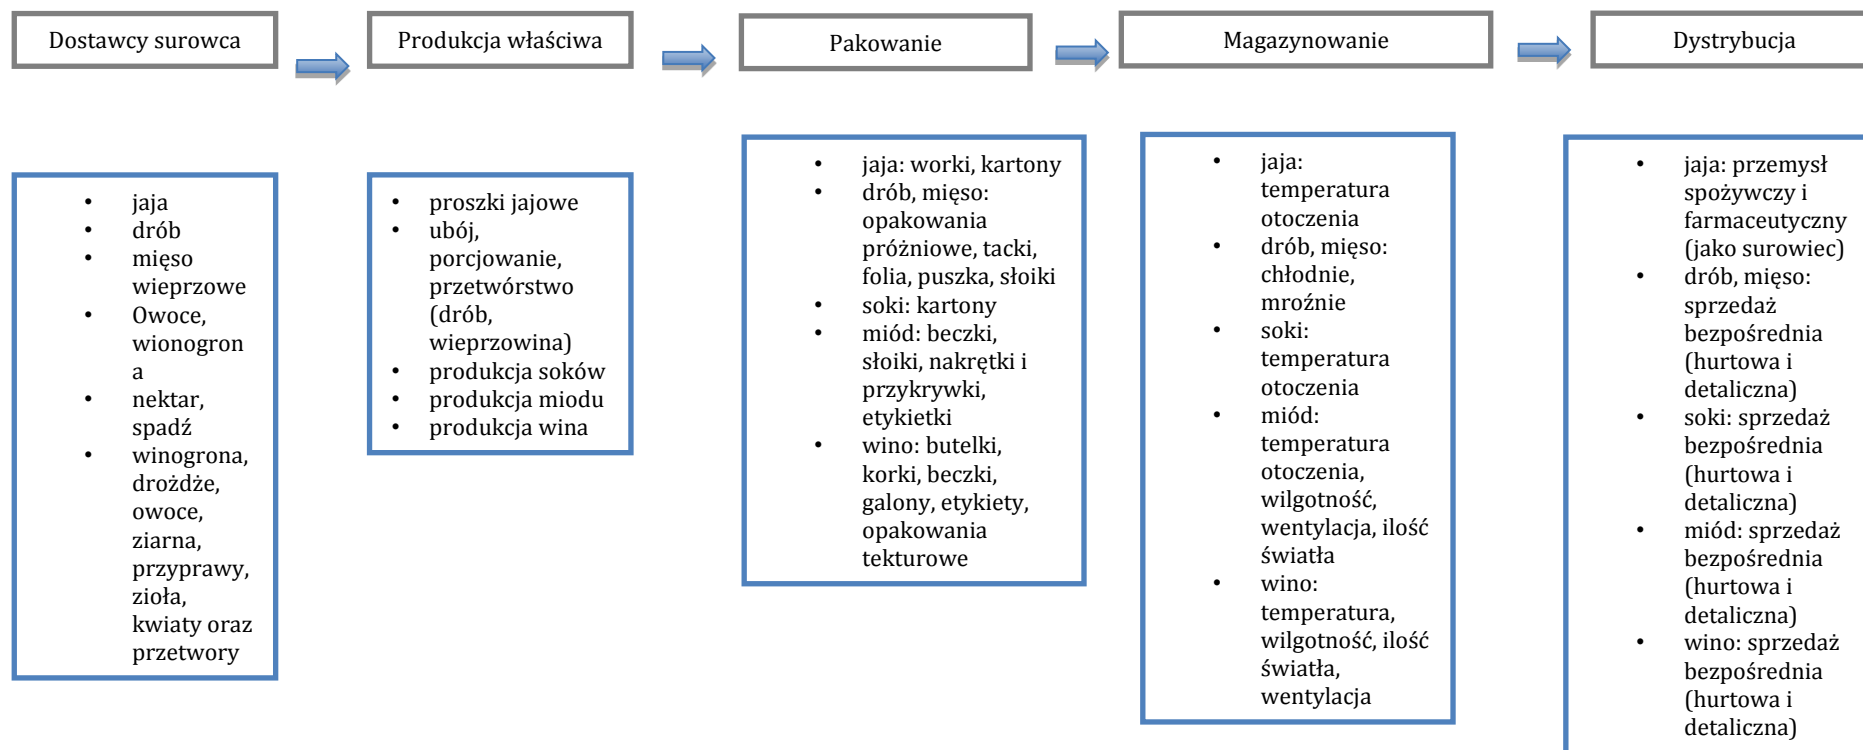 Dostawcy surowca
Produkcja właściwa
Pakowanie
Magazynowanie
Dystrybucja
• jaja
• drób
• mięso
wieprzowe
• Owoce,
wionogron
a
• nektar,
spadź
• winogrona,
drożdże,
owoce,
ziarna,
przyprawy,
zioła,
kwiaty oraz
przetwory
• proszki jajowe
• ubój,
porcjowanie,
przetwórstwo
(drób,
wieprzowina)
• produkcja soków
• produkcja miodu
• produkcja wina
• jaja: worki, kartony
• drób, mięso:
opakowania
próżniowe, tacki,
folia, puszka, słoiki
• soki: kartony
• miód: beczki,
słoiki, nakrętki i
przykrywki,
etykietki
• wino: butelki,
korki, beczki,
galony, etykiety,
opakowania
tekturowe
• jaja:
temperatura
otoczenia
• drób, mięso:
chłodnie,
mroźnie
• soki:
temperatura
otoczenia
• miód:
temperatura
otoczenia,
wilgotność,
wentylacja, ilość
światła
• wino:
temperatura,
wilgotność, ilość
światła,
wentylacja
• jaja: przemysł
spożywczy i
farmaceutyczny
(jako surowiec)
• drób, mięso:
sprzedaż
bezpośrednia
(hurtowa i
detaliczna)
• soki: sprzedaż
bezpośrednia
(hurtowa i
detaliczna)
• miód: sprzedaż
bezpośrednia
(hurtowa i
detaliczna)
• wino: sprzedaż
bezpośrednia
(hurtowa i
detaliczna)